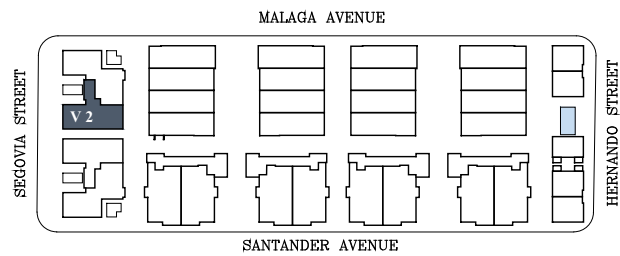 MALAGA AVENUE
SEGOVIA STREET
V 2
HERNANDO STREET
SANTANDER AVENUE